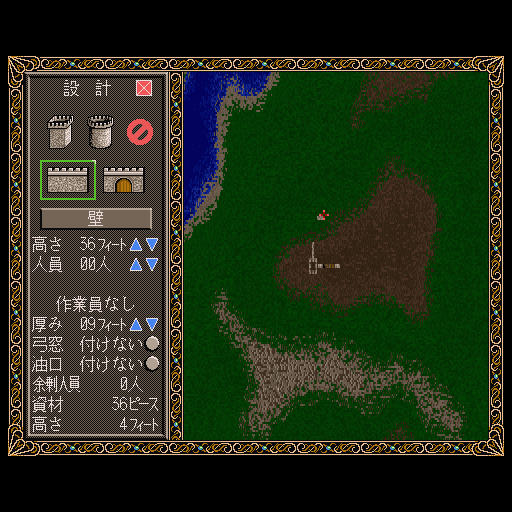 設計
壁
高さ 36フィート
人員 00人
作業員なし
厚み 09フィート
弓窓 付けない
油口 付けない
余剰人員 0人
資材 36ピース
高さ 4フィート